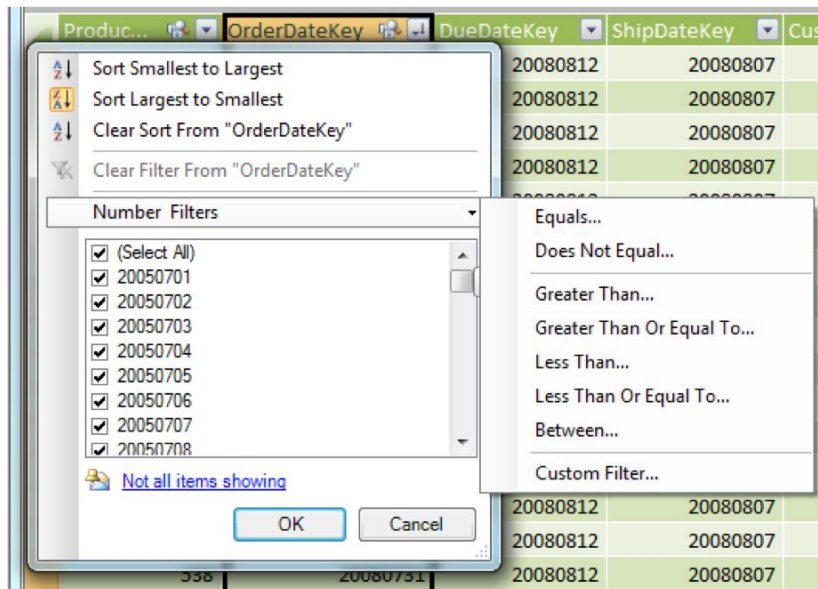 Produc... OrderDateKey DueDateKey ShipDateKey Cus
Sort Smallest to Largest 20080812 20080807
Sort Largest to Smallest 20080812 20080807
Clear Sort From "OrderDateKey" 20080812 20080807
Clear Filter From "OrderDateKey" 20080812 20080807
Number Filters
Equals...
Does Not Equal...
Greater Than...
Greater Than Or Equal To...
Less Than...
Less Than Or Equal To...
Between...
Custom Filter...
(Select All)
20050701
20050702
20050703
20050704
20050705
20050706
20050707
20050708
Not all items showing
OK Cancel
20080812 20080807
20080812 20080807
538 20080731 20080812 20080807